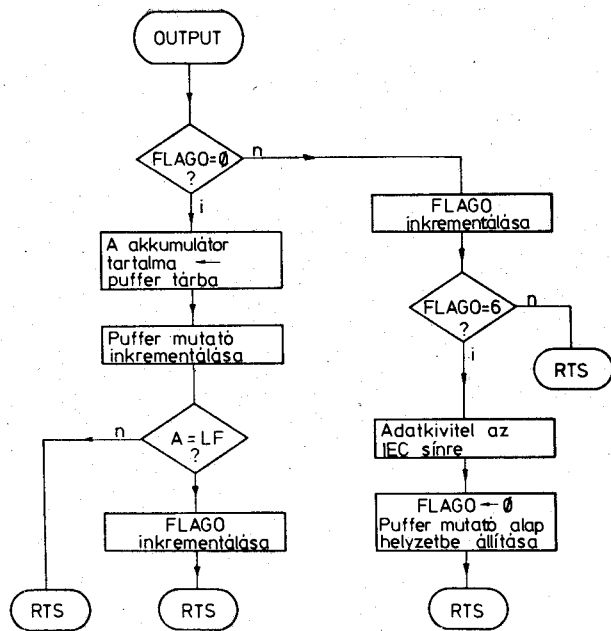 OUTPUT
FLAGO=Ø
?
n
i
A akkumulátor
tartalma ←
puffer tárba
Puffer mutató
inkrementálása
A = LF
?
n
FLAGO
inkrementálása
RTS
RTS
FLAGO
inkrementálása
FLAGO=6
?
n
i
RTS
Adatkivitel az
IEC sínre
FLAGO ← Ø
Puffer mutató alap
helyzetbe állítása
RTS